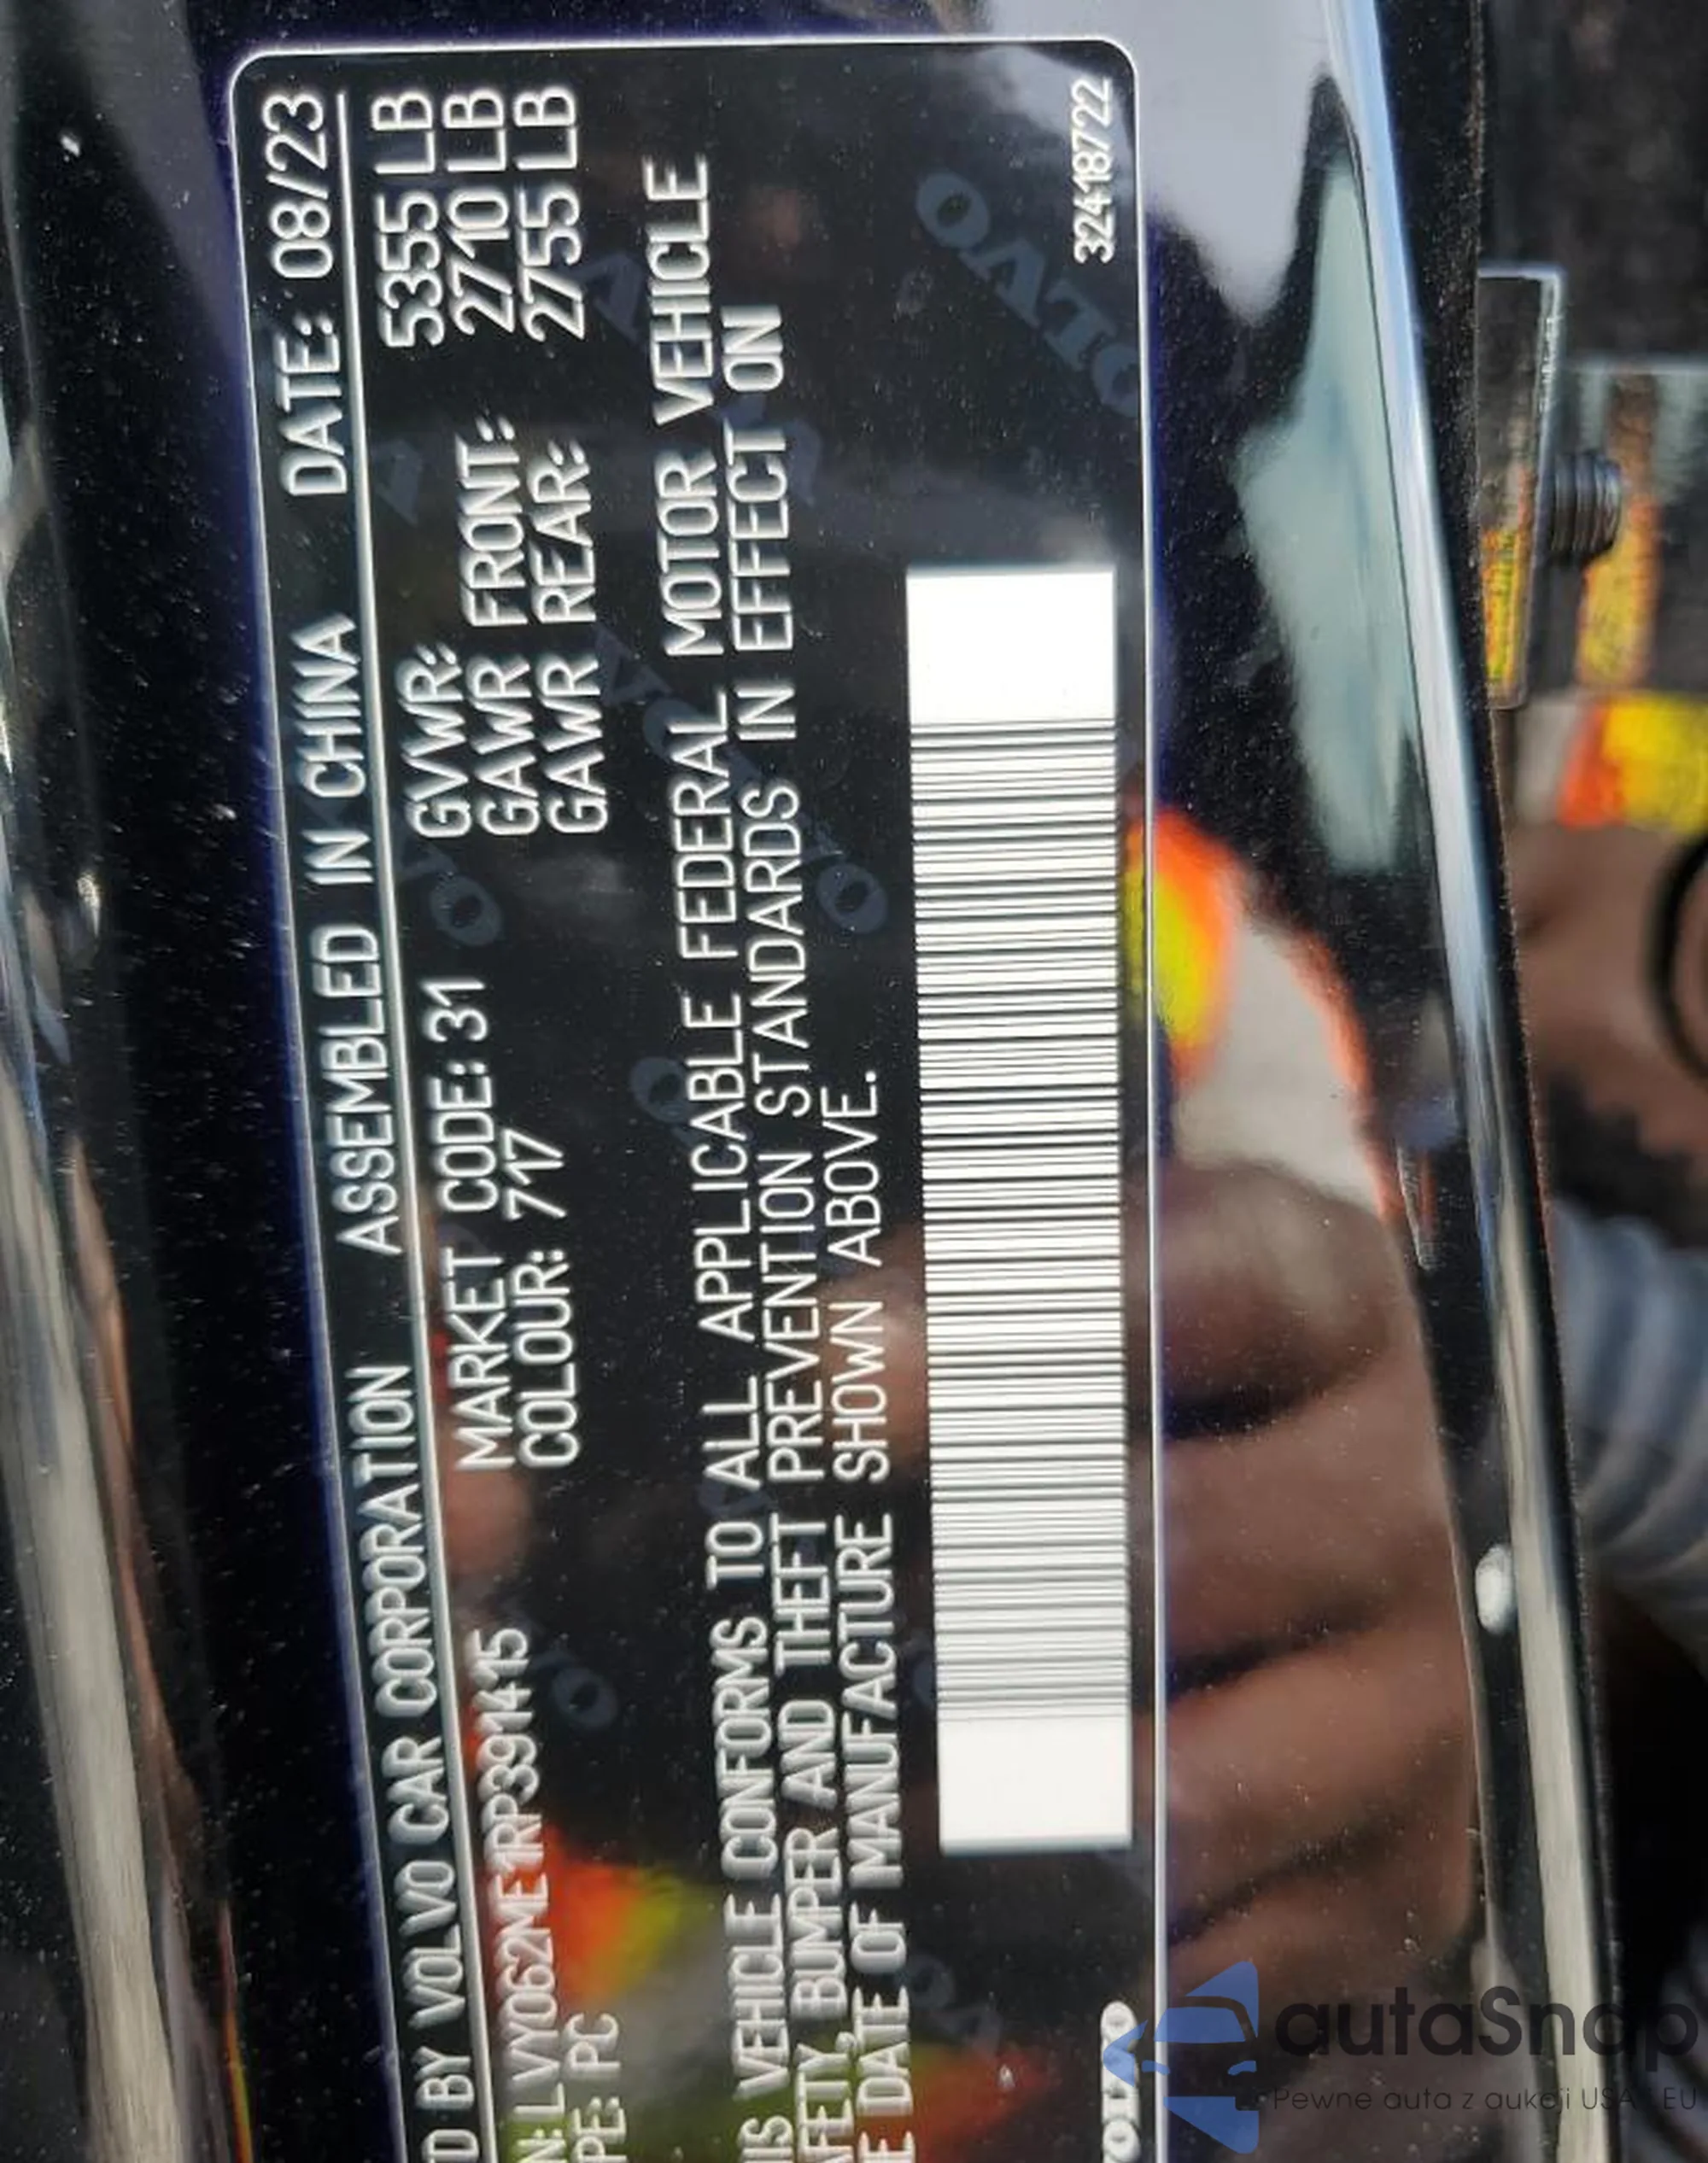 TD BY VOLVO CAR CORPORATION ASSEMBLED IN CHINA DATE: 08/23
N: LVY062ME1RP391415 MARKET CODE: 31 GVWR: 5355 LB
PE: PC COLOUR: 717 GAWR FRONT: 2710 LB
GAWR REAR: 2755 LB
IS VEHICLE CONFORMS TO ALL APPLICABLE FEDERAL MOTOR VEHICLE
FETY, BUMPER AND THEFT PREVENTION STANDARDS IN EFFECT ON
E DATE OF MANUFACTURE SHOWN ABOVE.
VOLVO
32418722
autaSnap
Pewne auta z aukcji USA i EU